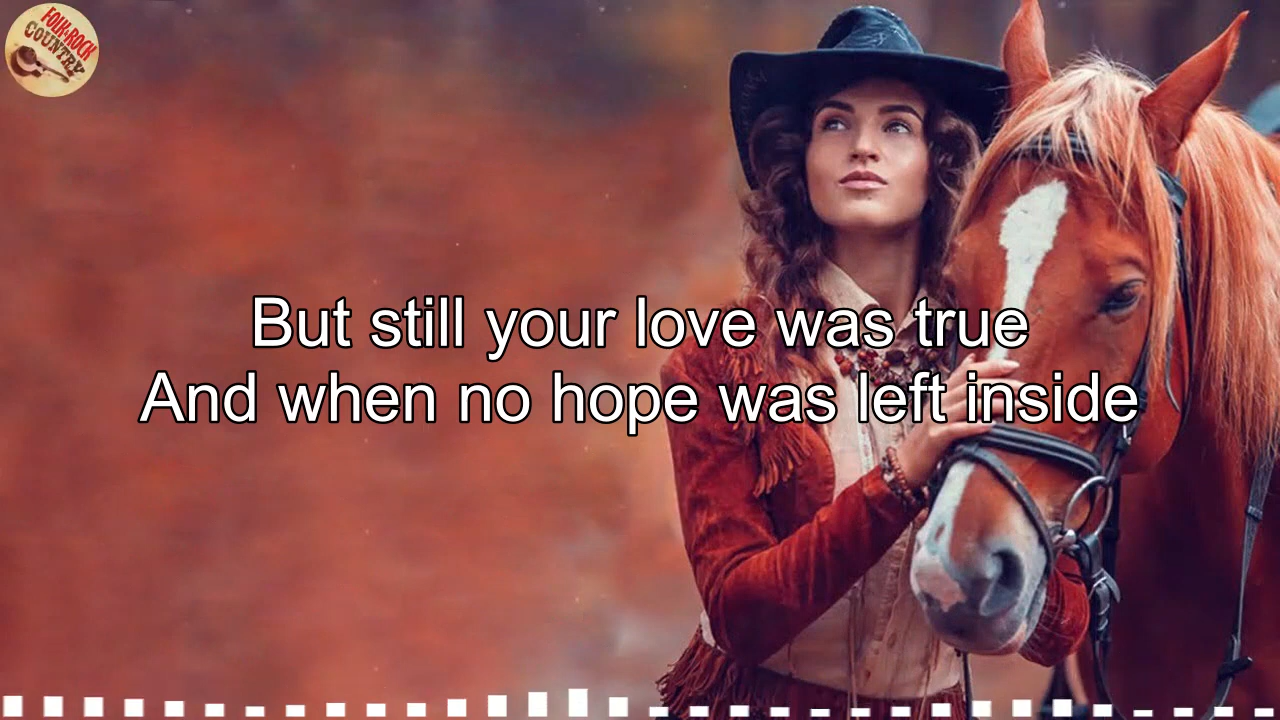 FOLK & ROCK
COUNTRY
But still your love was true
And when no hope was left inside